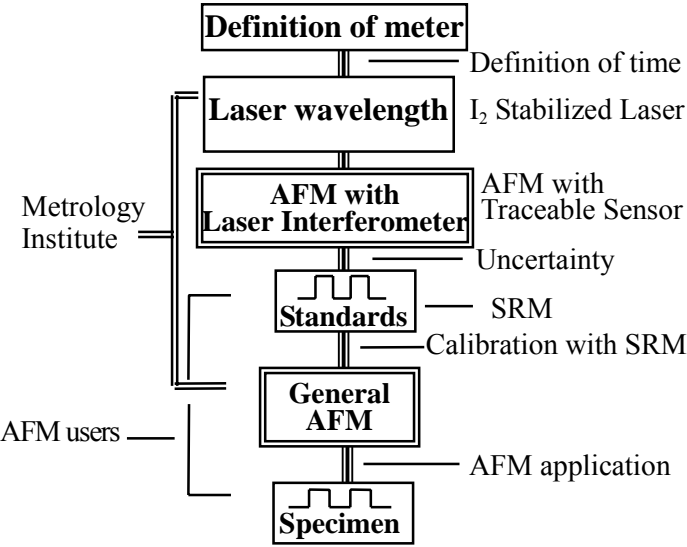 Definition of meter
Definition of time
Laser wavelength
I₂ Stabilized Laser
AFM with
Laser Interferometer
AFM with
Traceable Sensor
Metrology
Institute
Uncertainty
Standards
SRM
Calibration with SRM
General
AFM
AFM users
AFM application
Specimen